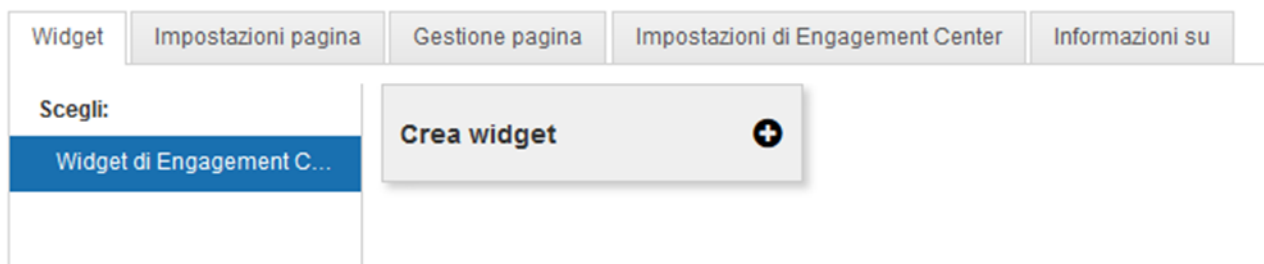 Widget Impostazioni pagina Gestione pagina Impostazioni di Engagement Center Informazioni su
Scegli:
Crea widget
Widget di Engagement C...